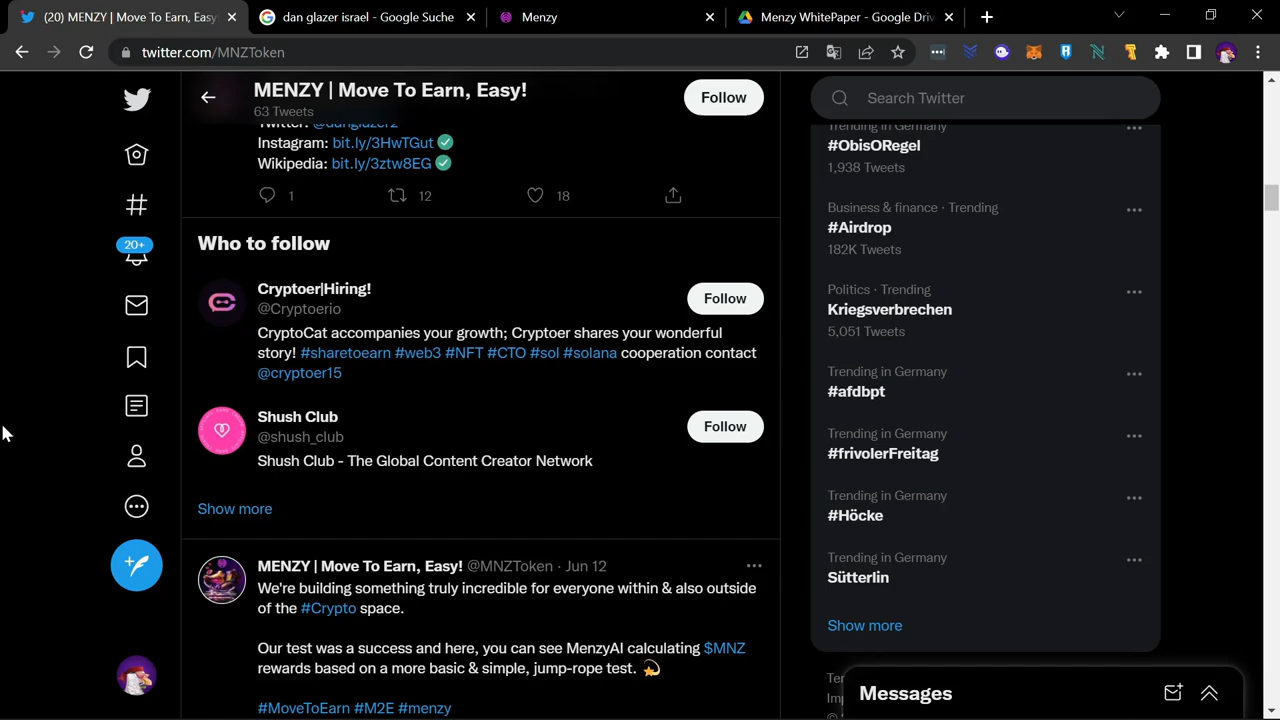 (20) MENZY | Move To Earn, Easy!
dan glazer israel - Google Suche
Menzy
Menzy WhitePaper - Google Driv
twitter.com/MNZToken
MENZY | Move To Earn, Easy!
63 Tweets
Follow
Search Twitter
Twitter: @danglazer2
Instagram: bit.ly/3HwTGut
Wikipedia: bit.ly/3ztw8EG
1
12
18
Who to follow
Cryptoer|Hiring!
@Cryptoerio
Follow
CryptoCat accompanies your growth; Cryptoer shares your wonderful
story! #sharetoearn #web3 #NFT #CTO #sol #solana cooperation contact
@cryptoer15
Shush Club
@shush_club
Follow
Shush Club - The Global Content Creator Network
Show more
MENZY | Move To Earn, Easy! @MNZToken · Jun 12
We're building something truly incredible for everyone within & also outside
of the #Crypto space.
Our test was a success and here, you can see MenzyAI calculating $MNZ
rewards based on a more basic & simple, jump-rope test.
#MoveToEarn #M2E #menzy
20+
Trending in Germany
#ObisORegel
1,938 Tweets
Business & finance · Trending
#Airdrop
182K Tweets
Politics · Trending
Kriegsverbrechen
5,051 Tweets
Trending in Germany
#afdbpt
Trending in Germany
#frivolerFreitag
Trending in Germany
#Höcke
Trending in Germany
Sütterlin
Show more
Messages